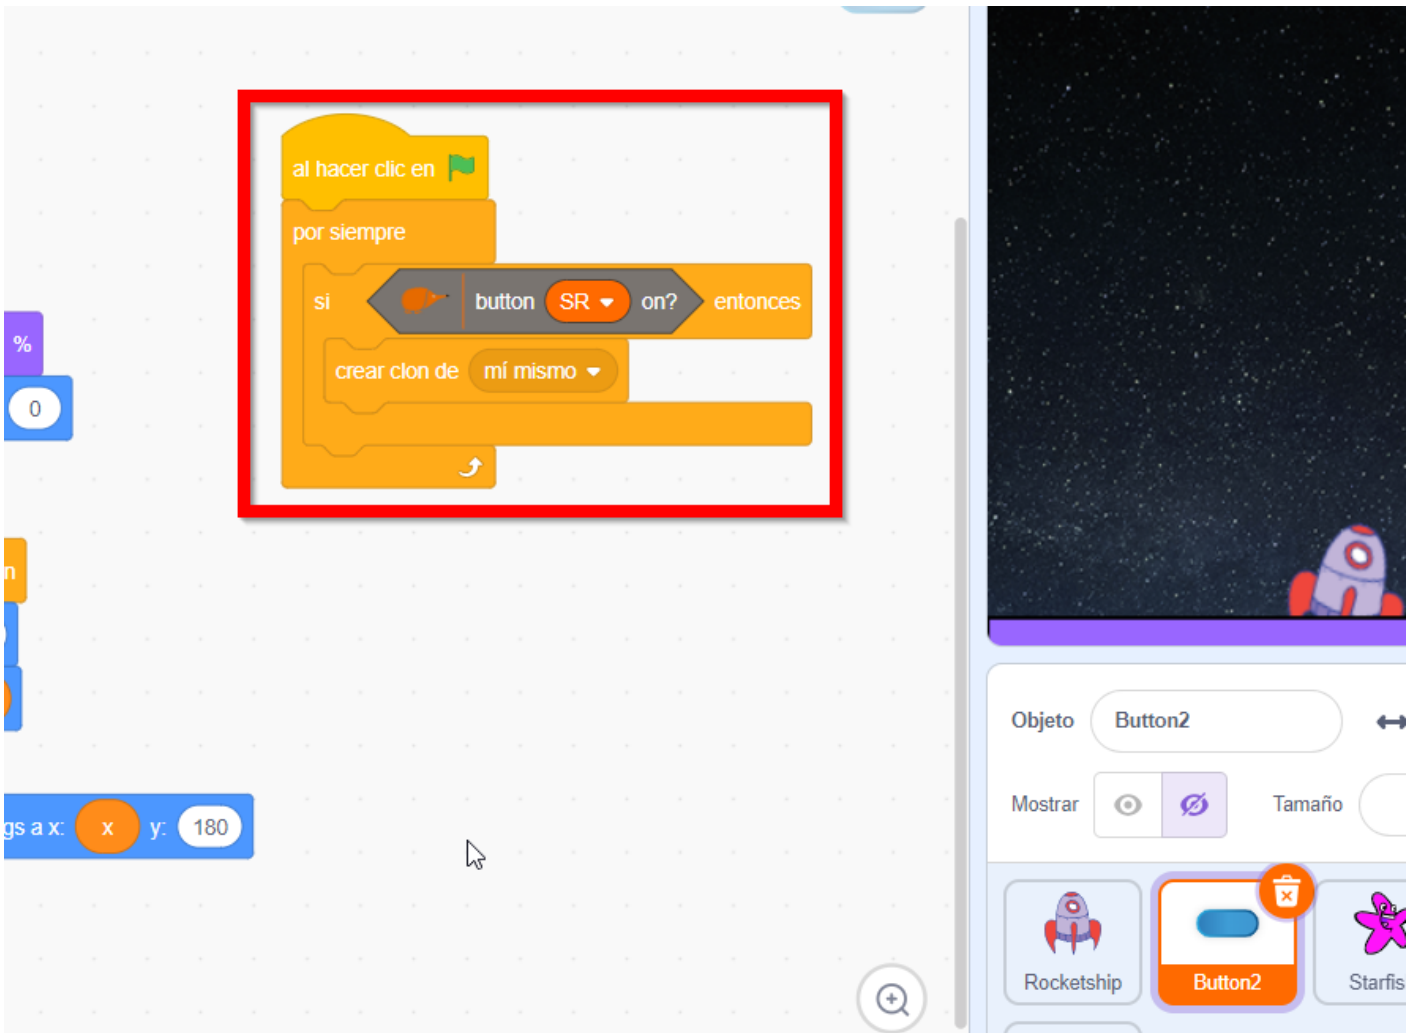 al hacer clic en
por siempre
si button SR on? entonces
crear clon de mí mismo
%
0
n
gs a x: x y: 180
Objeto Button2
Mostrar Tamaño
Rocketship Button2 Starfis